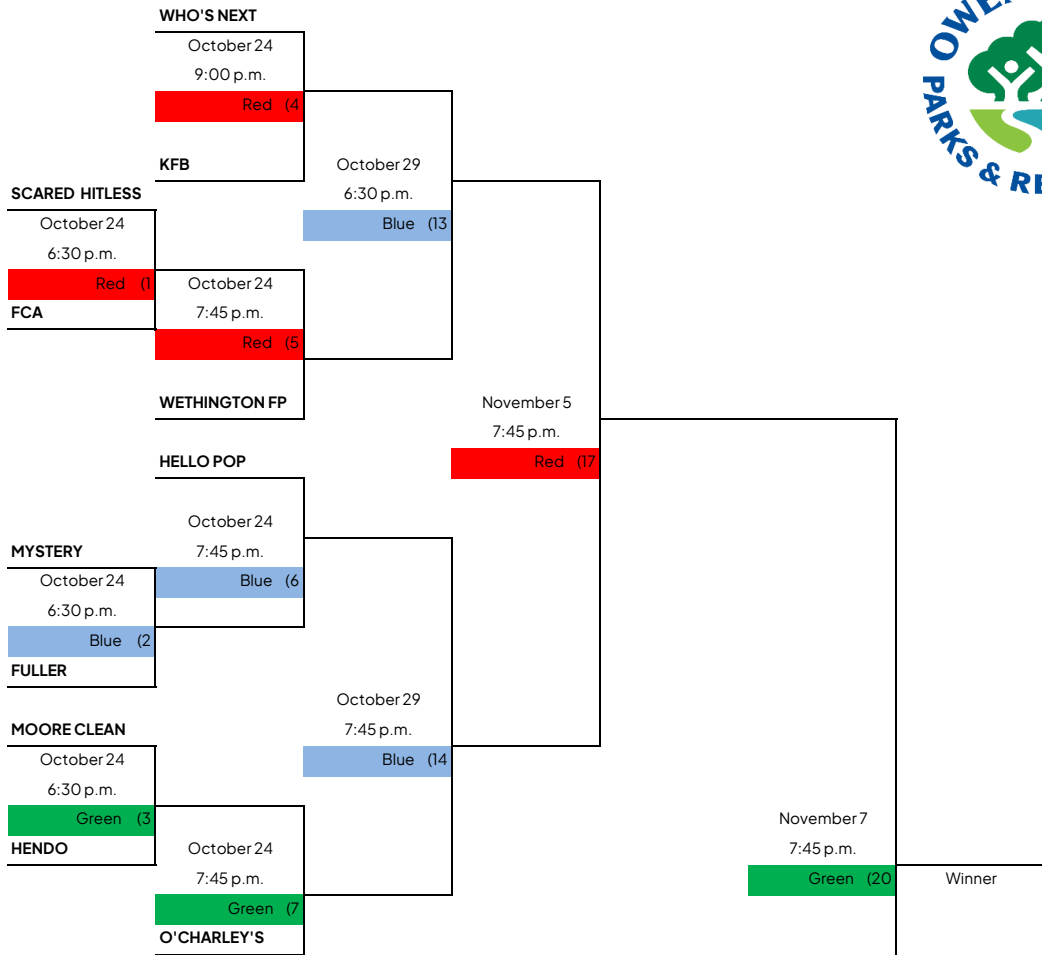 WHO'S NEXT
October 24
9:00 p.m.
Red (4
KFB
October 29
6:30 p.m.
Blue (13
SCARED HITLESS
October 24
6:30 p.m.
Red (1
FCA
October 24
7:45 p.m.
Red (5
WETHINGTON FP
November 5
7:45 p.m.
Red (17
HELLO POP
October 24
7:45 p.m.
Blue (6
MYSTERY
October 24
6:30 p.m.
Blue (2
FULLER
October 29
7:45 p.m.
Blue (14
MOORE CLEAN
October 24
6:30 p.m.
Green (3
HENDO
October 24
7:45 p.m.
Green (7
O'CHARLEY'S
November 7
7:45 p.m.
Green (20
Winner
PARKS &